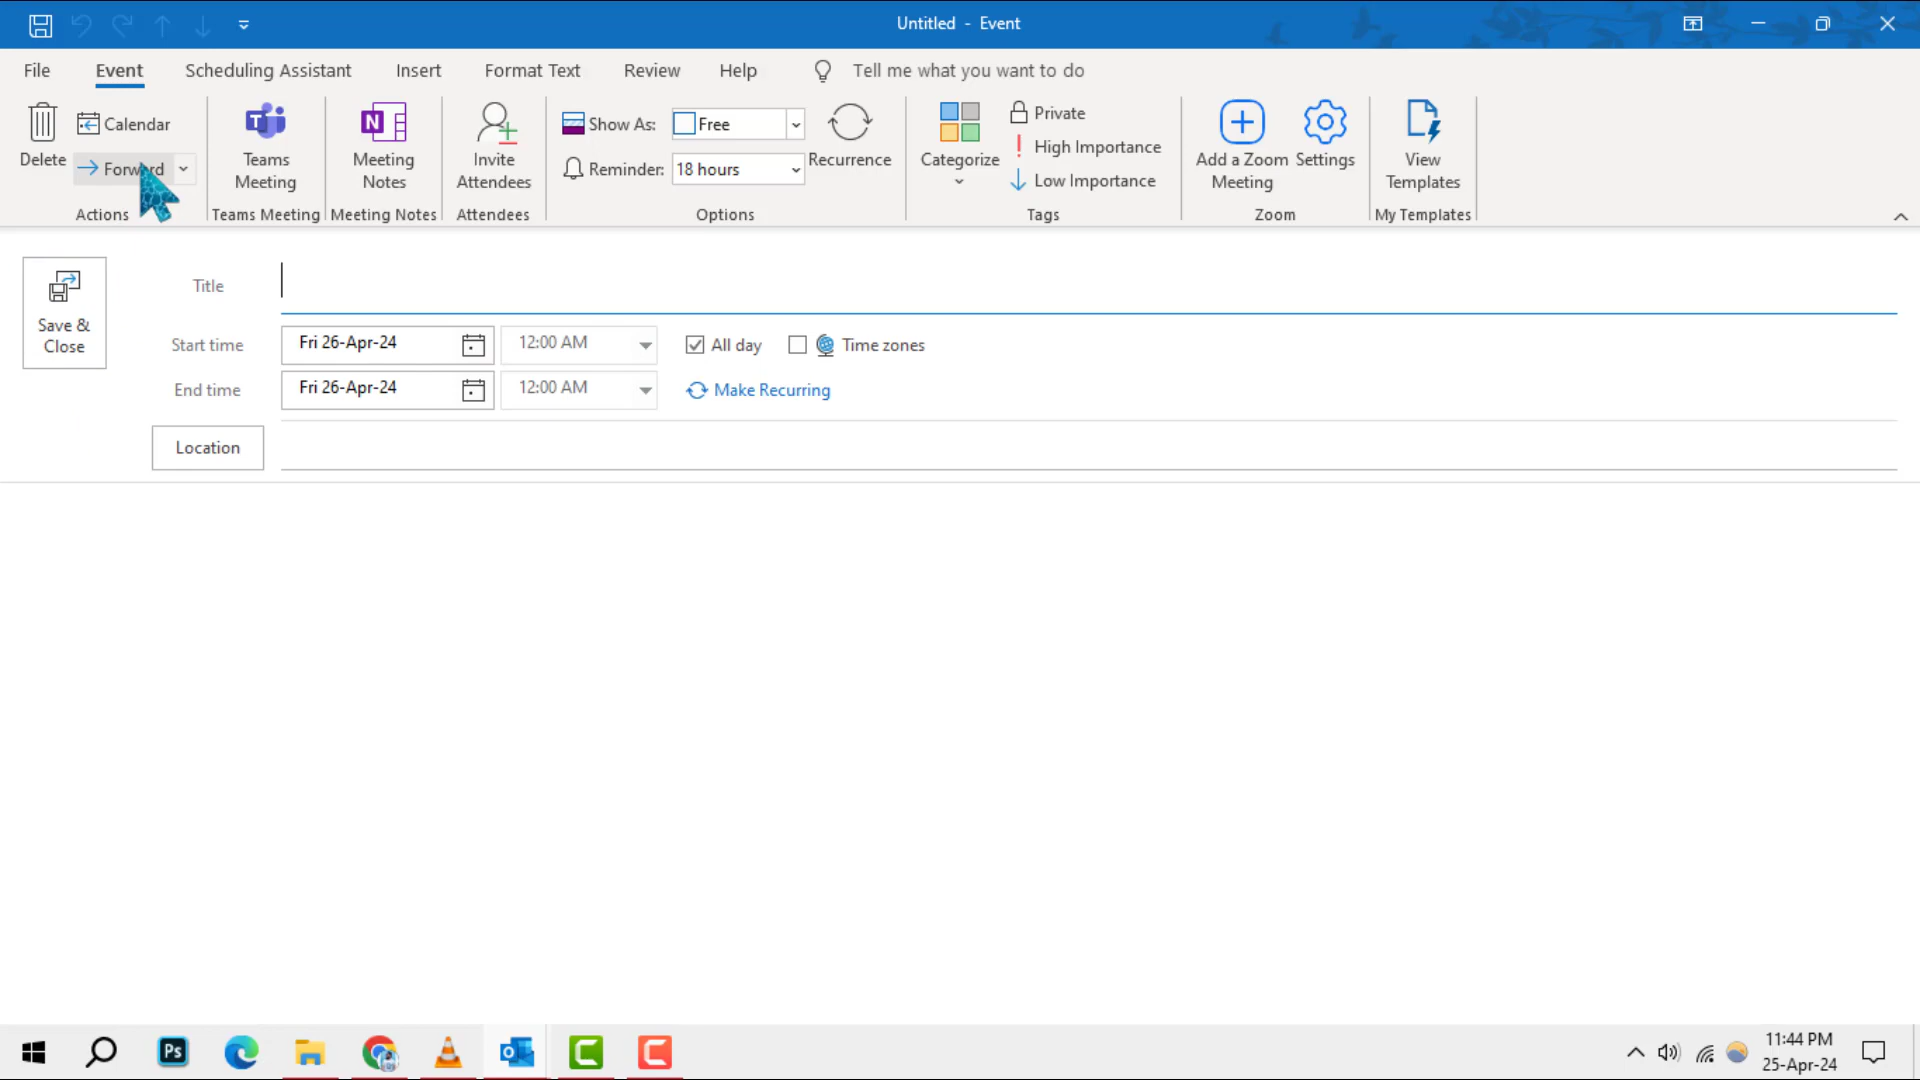 Untitled - Event
File Event Scheduling Assistant Insert Format Text Review Help Tell me what you want to do
Delete
Calendar
Forward
Actions
Teams
Meeting
Teams Meeting
Meeting
Notes
Meeting Notes
Invite
Attendees
Attendees
Show As: Free
Reminder: 18 hours
Recurrence
Options
Categorize
Private
High Importance
Low Importance
Tags
Add a Zoom
Meeting
Settings
Zoom
View
Templates
My Templates
Save &
Close
Title
Start time Fri 26-Apr-24 12:00 AM All day Time zones
End time Fri 26-Apr-24 12:00 AM Make Recurring
Location
Ps
11:44 PM
25-Apr-24